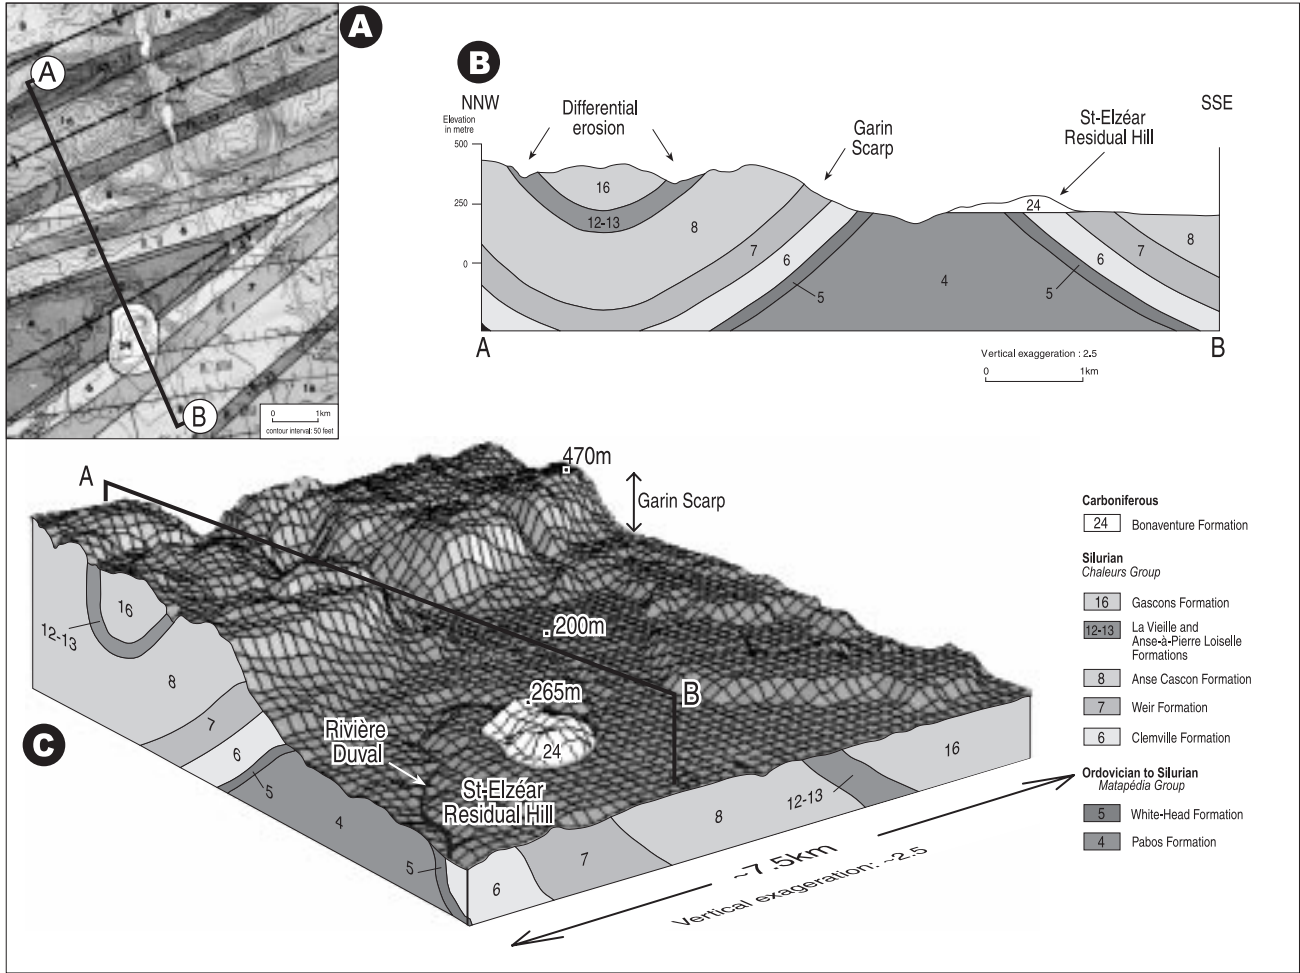 A
A
B
0 1km
contour interval: 50 feet
B
NNW
SSE
Elevation
in metre
500
250
0
Differential
erosion
Garin
Scarp
St-Elzéar
Residual Hill
16
12-13
8
7
6
5
4
24
5
6
7
8
A
B
Vertical exaggeration : 2.5
0 1km
C
A
470m
Garin Scarp
.200m
.265m
B
24
Rivière
Duval
St-Elzéar
Residual Hill
16
12-13
8
7
6
5
4
5
6
7
8
12-13
16
~7.5km
Vertical exageration: ~2.5
Carboniferous
24 Bonaventure Formation
Silurian
Chaleurs Group
16 Gascons Formation
12-13 La Vieille and
Anse-à-Pierre Loiselle
Formations
8 Anse Cascon Formation
7 Weir Formation
6 Clemville Formation
Ordovician to Silurian
Matapédia Group
5 White-Head Formation
4 Pabos Formation